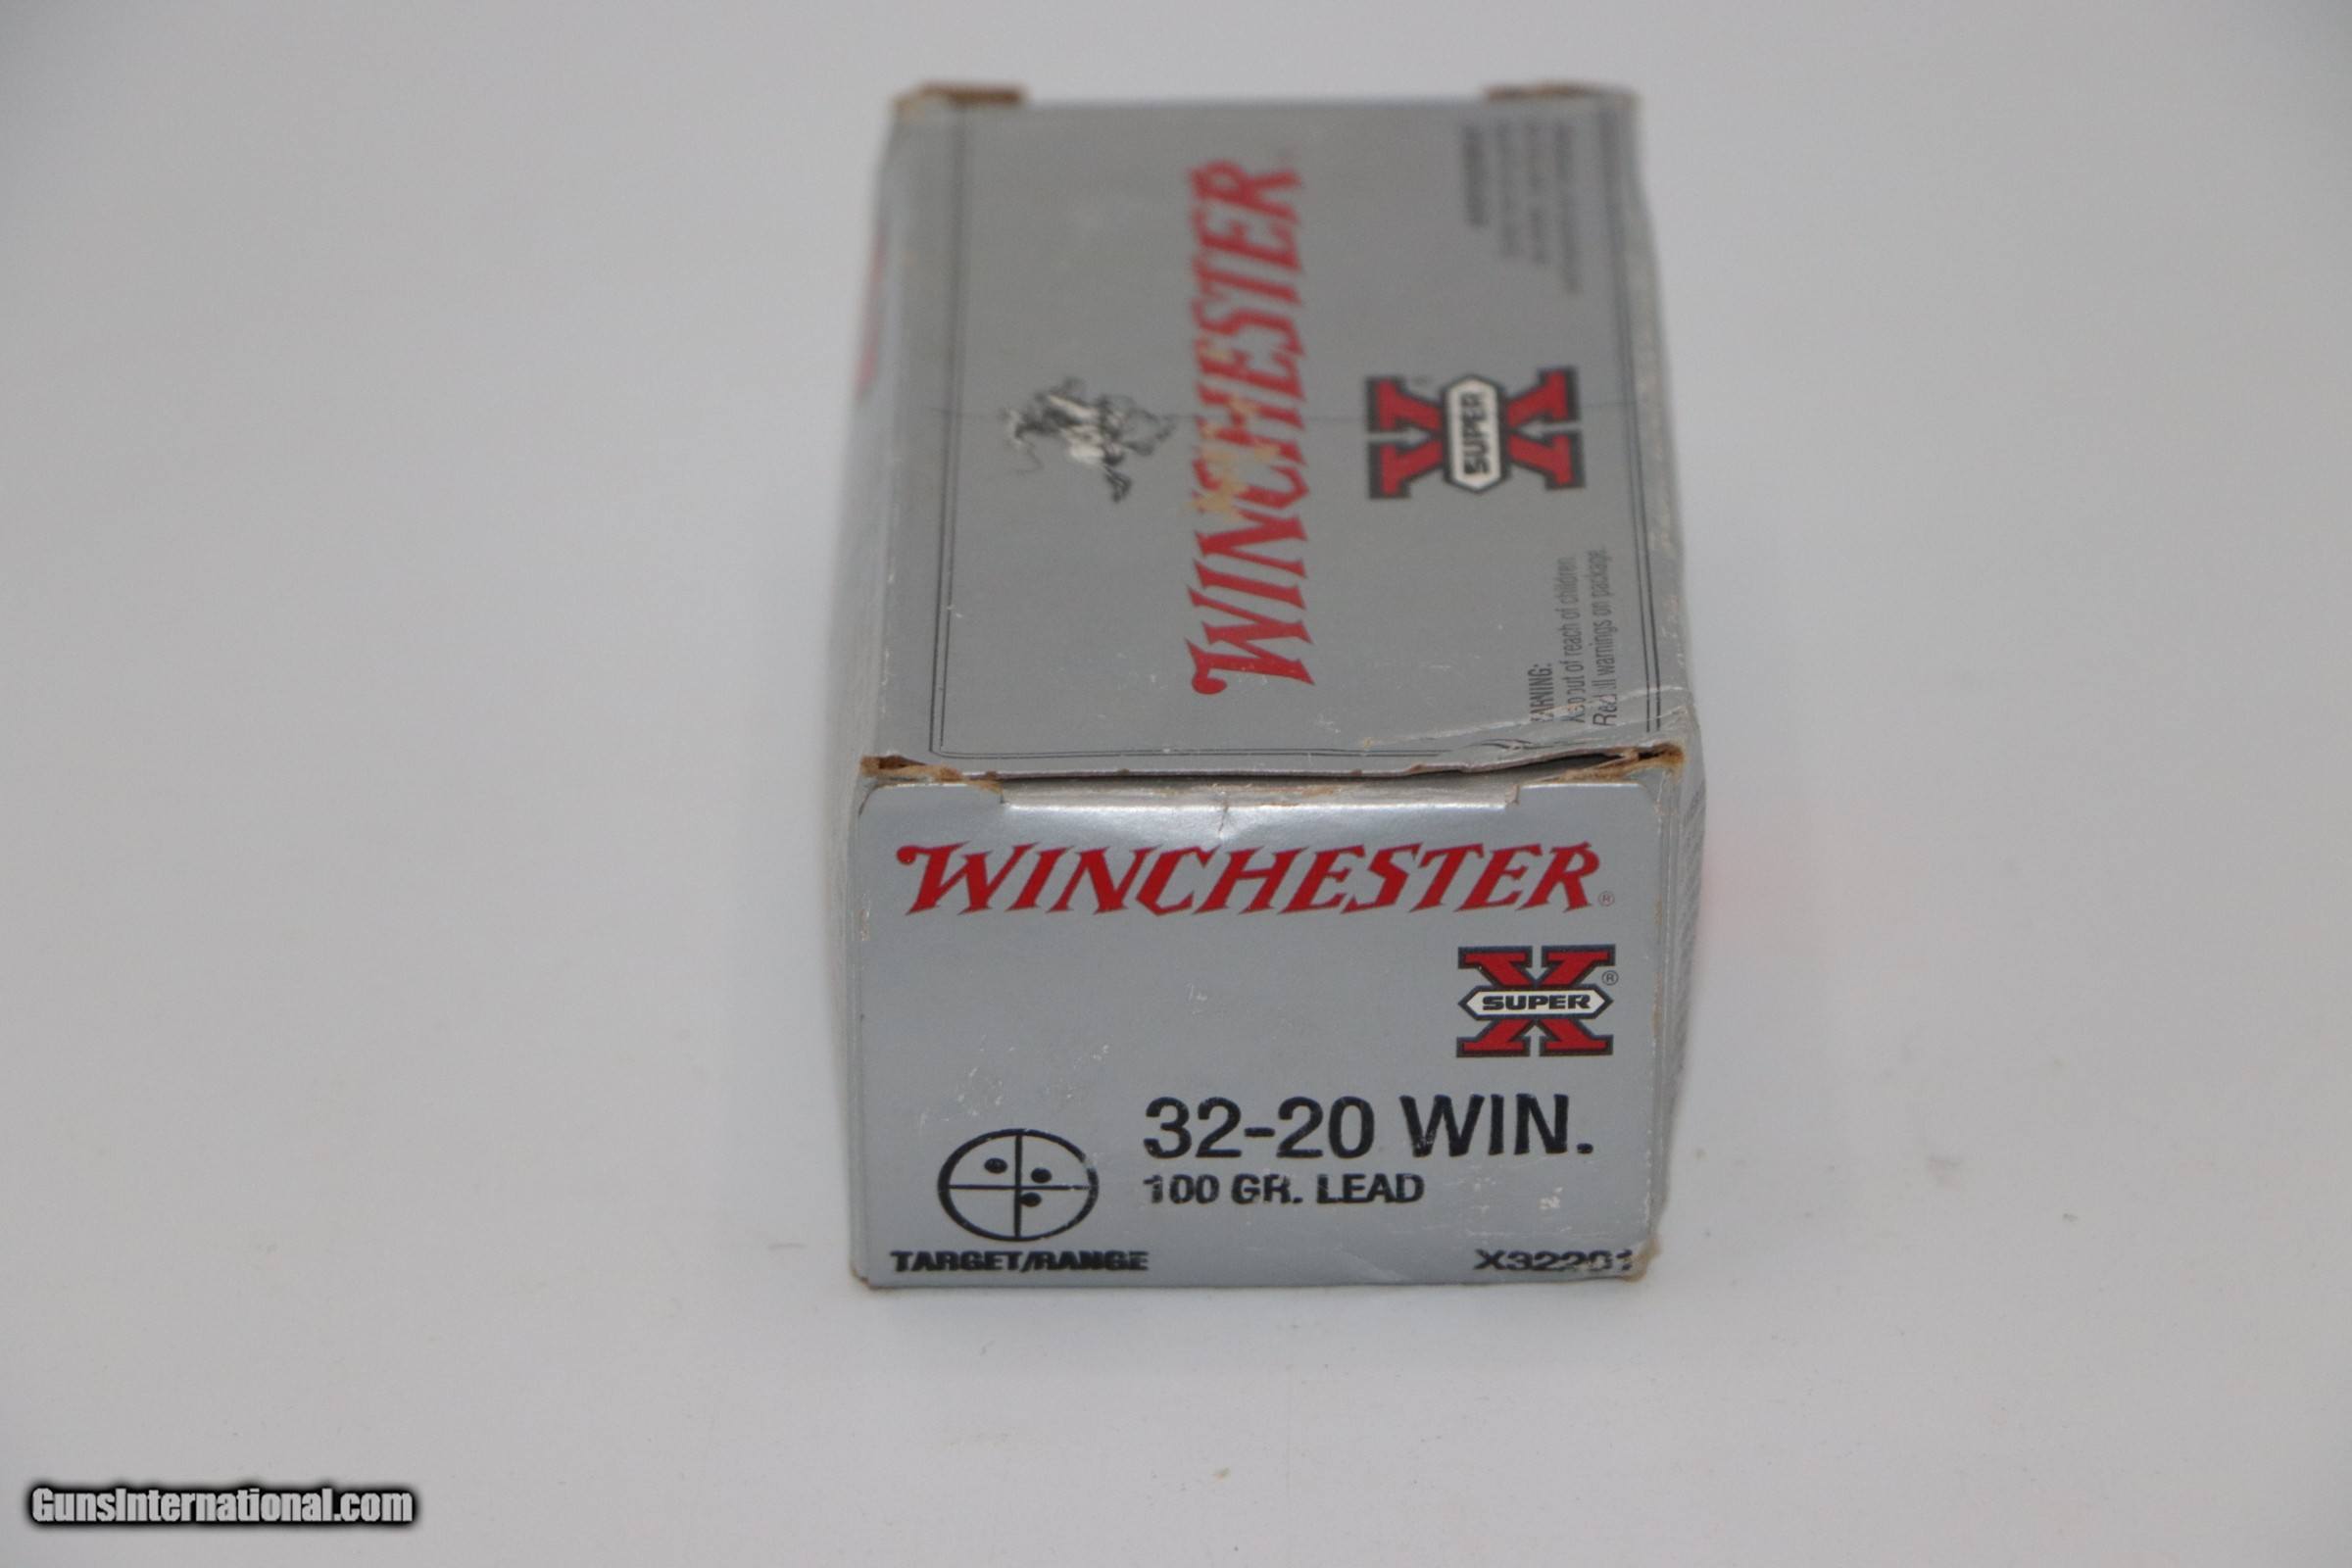 WINCHESTER
SUPER X
WARNING:
Keep out of reach of children.
Read all warnings on package.
WINCHESTER®
X SUPER ®
32-20 WIN.
100 GR. LEAD
TARGET/RANGE
X32201
GunsInternational.com